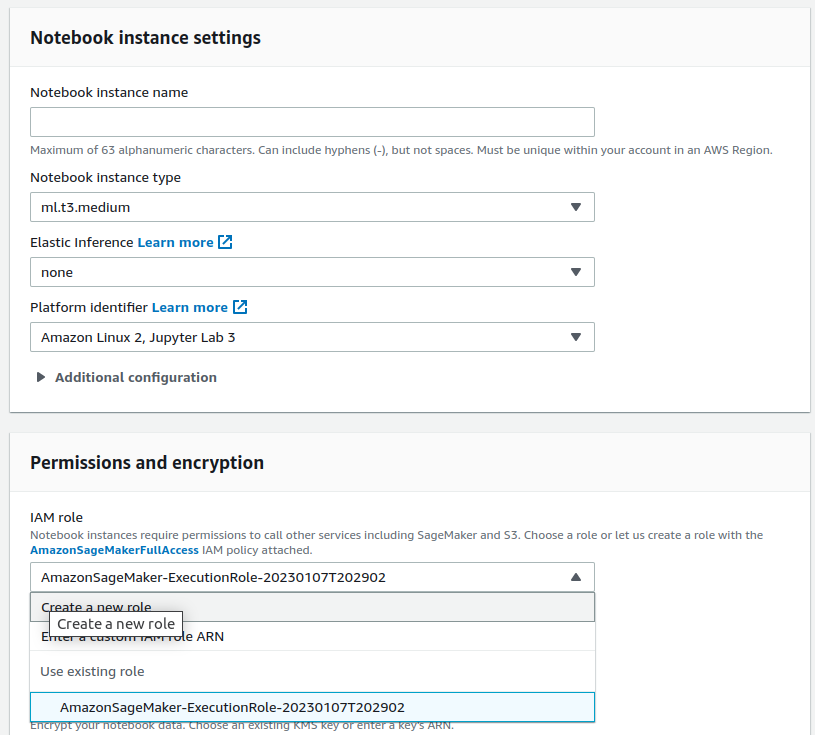 Notebook instance settings
Notebook instance name
Maximum of 63 alphanumeric characters. Can include hyphens (-), but not spaces. Must be unique within your account in an AWS Region.
Notebook instance type
ml.t3.medium
Elastic Inference Learn more
none
Platform identifier Learn more
Amazon Linux 2, Jupyter Lab 3
Additional configuration
Permissions and encryption
IAM role
Notebook instances require permissions to call other services including SageMaker and S3. Choose a role or let us create a role with the
AmazonSageMakerFullAccess IAM policy attached.
AmazonSageMaker-ExecutionRole-20230107T202902
Create a new role
Create a new role
Enter a custom IAM role ARN
Use existing role
AmazonSageMaker-ExecutionRole-20230107T202902
Encrypt your notebook data. Choose an existing KMS key or enter a key's ARN.